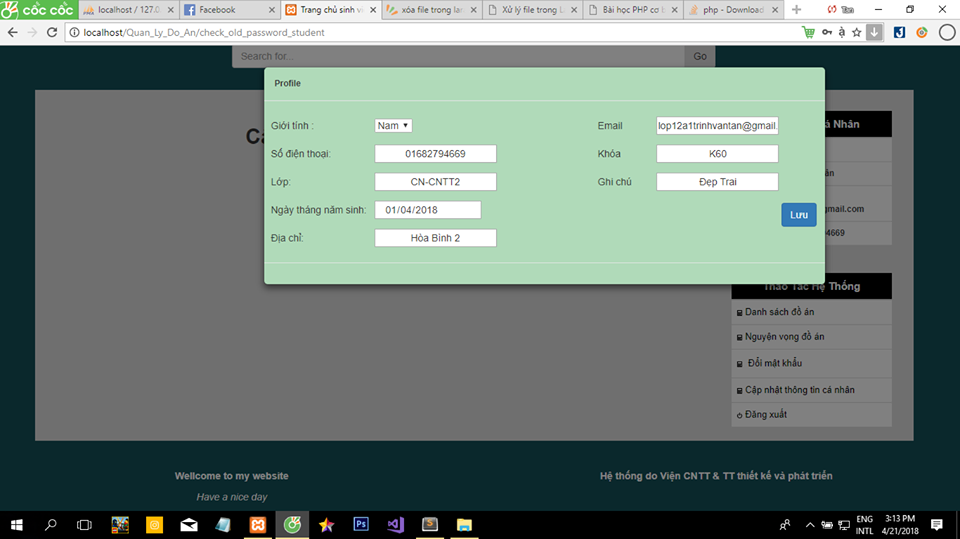 cốc cốc
localhost / 127.0
Facebook
Trang chủ sinh vi
xóa file trong lar
Xử lý file trong L
Bài học PHP cơ b
php - Download
localhost/Quan_Ly_Do_An/check_old_password_student
Search for...
Go
Profile
Giới tính :
Nam
Email
lop12a1trinhvantan@gmail.
Số điện thoại:
01682794669
Khóa
K60
Lớp:
CN-CNTT2
Ghi chú
Đẹp Trai
Ngày tháng năm sinh:
01/04/2018
Lưu
Địa chỉ:
Hòa Bình 2
Ca
á Nhân
ân
gmail.com
94669
Thao Tác Hệ Thống
Danh sách đồ án
Nguyện vọng đồ án
Đổi mật khẩu
Cập nhật thông tin cá nhân
Đăng xuất
Wellcome to my website
Hệ thống do Viện CNTT & TT thiết kế và phát triển
Have a nice day
ENG
INTL
3:13 PM
4/21/2018